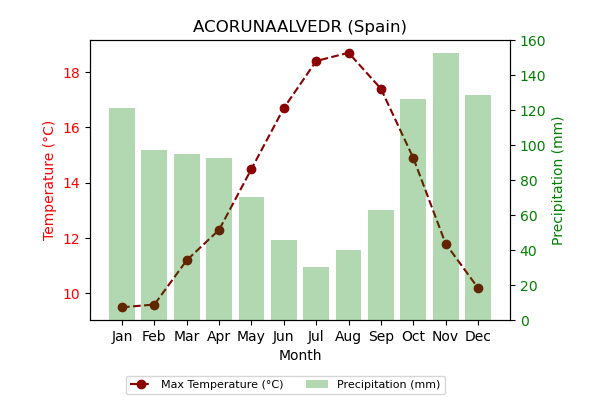 ACORUNAALVEDR (Spain)
Temperature (°C)
18
16
14
12
10
160
140
120
100
80
60
40
20
0
Precipitation (mm)
Jan Feb Mar Apr May Jun Jul Aug Sep Oct Nov Dec
Month
Max Temperature (°C) Precipitation (mm)